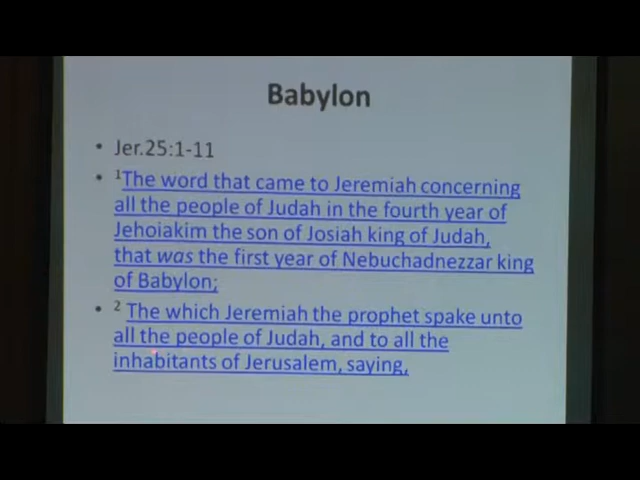 Babylon
• Jer.25:1-11
• ¹The word that came to Jeremiah concerning
all the people of Judah in the fourth year of
Jehoiakim the son of Josiah king of Judah,
that was the first year of Nebuchadnezzar king
of Babylon;
• ² The which Jeremiah the prophet spake unto
all the people of Judah, and to all the
inhabitants of Jerusalem, saying,